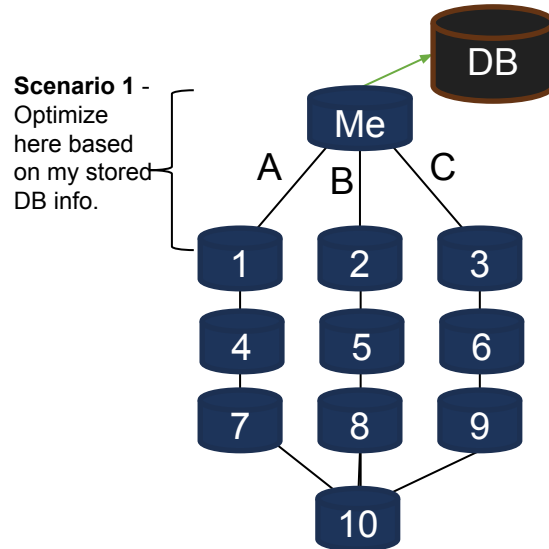 DB
Scenario 1 -
Optimize
here based
on my stored
DB info.
Me
A
B
C
1
2
3
4
5
6
7
8
9
10